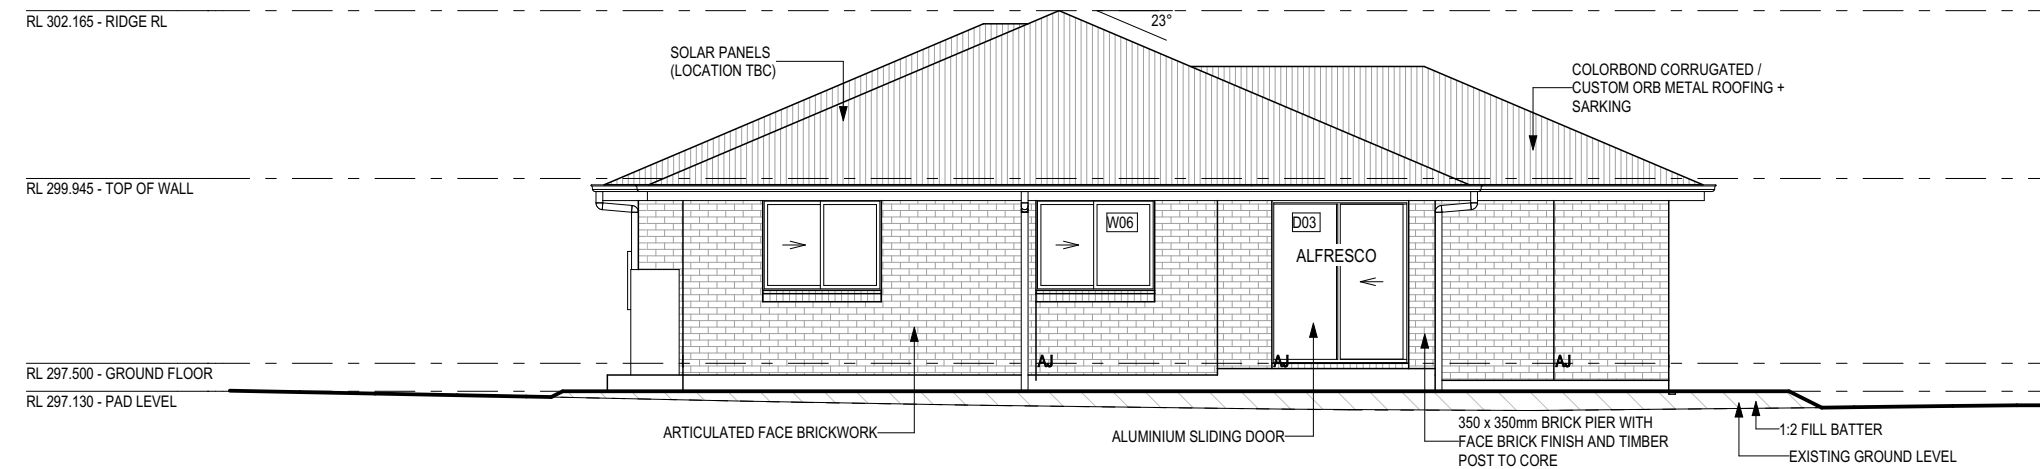 RL 302.165 - RIDGE RL
23°
SOLAR PANELS
(LOCATION TBC)
COLORBOND CORRUGATED /
CUSTOM ORB METAL ROOFING +
SARKING
RL 299.945 - TOP OF WALL
W06
D03
ALFRESCO
AJ
AJ
AJ
RL 297.500 - GROUND FLOOR
RL 297.130 - PAD LEVEL
ARTICULATED FACE BRICKWORK
ALUMINIUM SLIDING DOOR
350 x 350mm BRICK PIER WITH
FACE BRICK FINISH AND TIMBER
POST TO CORE
1:2 FILL BATTER
EXISTING GROUND LEVEL